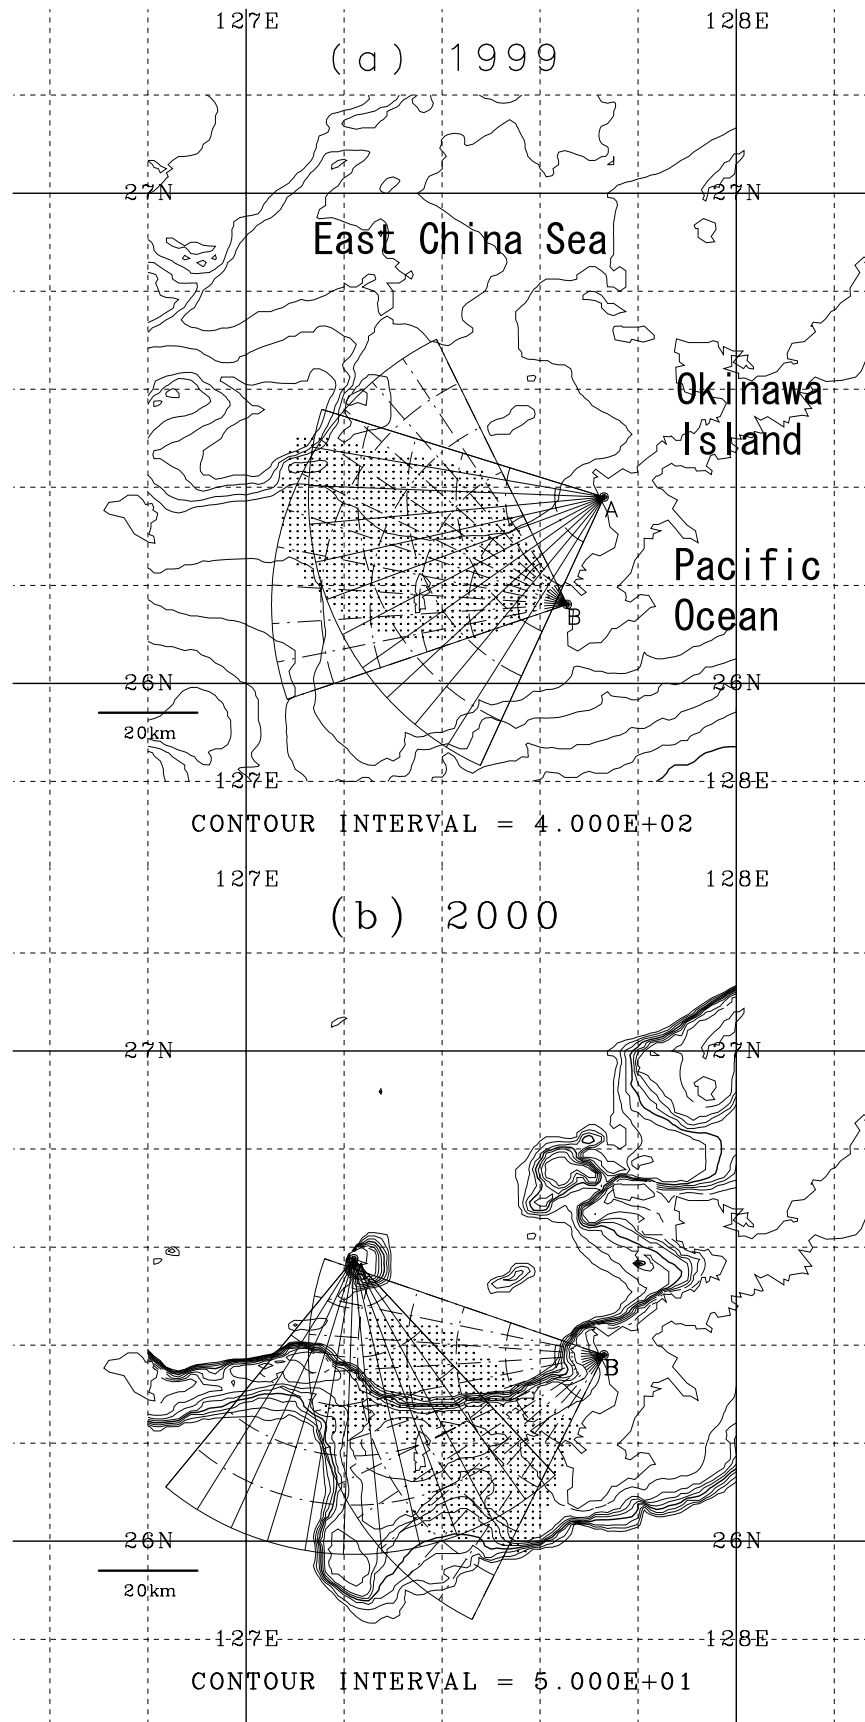 127E 128E
(a) 1999
27N 27N
East China Sea
Okinawa
Island
A
Pacific
Ocean
B
26N 26N
20km
127E 128E
CONTOUR INTERVAL = 4.000E+02
127E 128E
(b) 2000
27N 27N
B
26N 26N
20km
127E 128E
CONTOUR INTERVAL = 5.000E+01